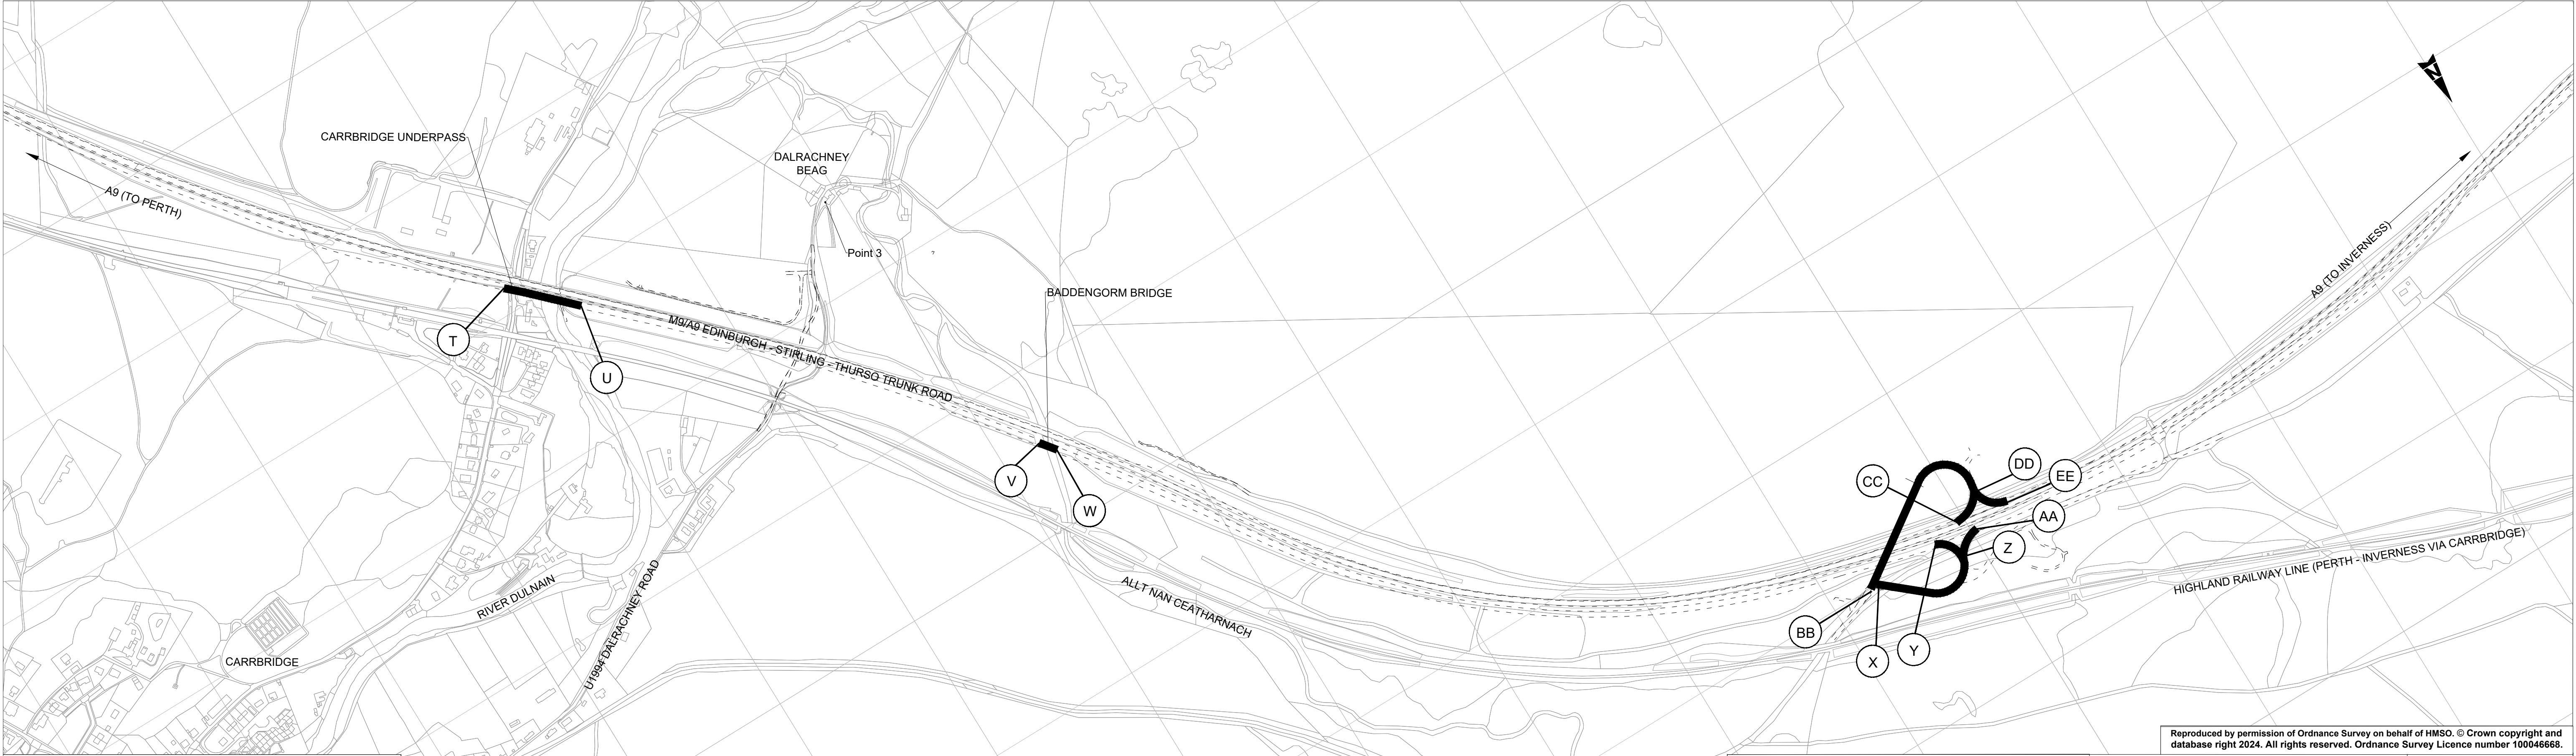 CARRBRIDGE UNDERPASS
A9 (TO PERTH)
DALRACHNEY
BEAG
Point 3
BADDENGORM BRIDGE
N
A9 (TO INVERNESS)
M9/A9 EDINBURGH - STIRLING - THURSO TRUNK ROAD
T
U
V
W
CC
DD
EE
AA
Z
BB
X
Y
HIGHLAND RAILWAY LINE (PERTH - INVERNESS VIA CARRBRIDGE)
ALLT NAN CEATHARNACH
RIVER DULNAIN
U1994 DALRACHNEY ROAD
CARRBRIDGE
Reproduced by permission of Ordnance Survey on behalf of HMSO. © Crown copyright and
database right 2024. All rights reserved. Ordnance Survey Licence number 100046668.